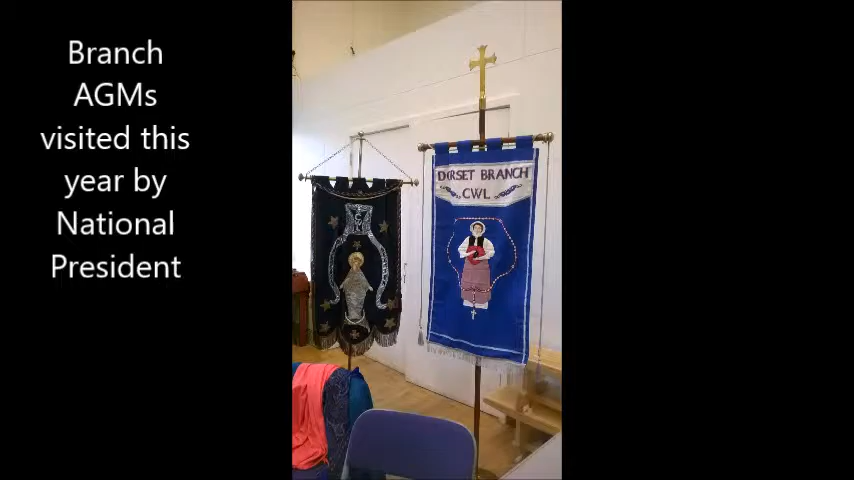 Branch
AGMs
visited this
year by
National
President
DORSET BRANCH
CWL